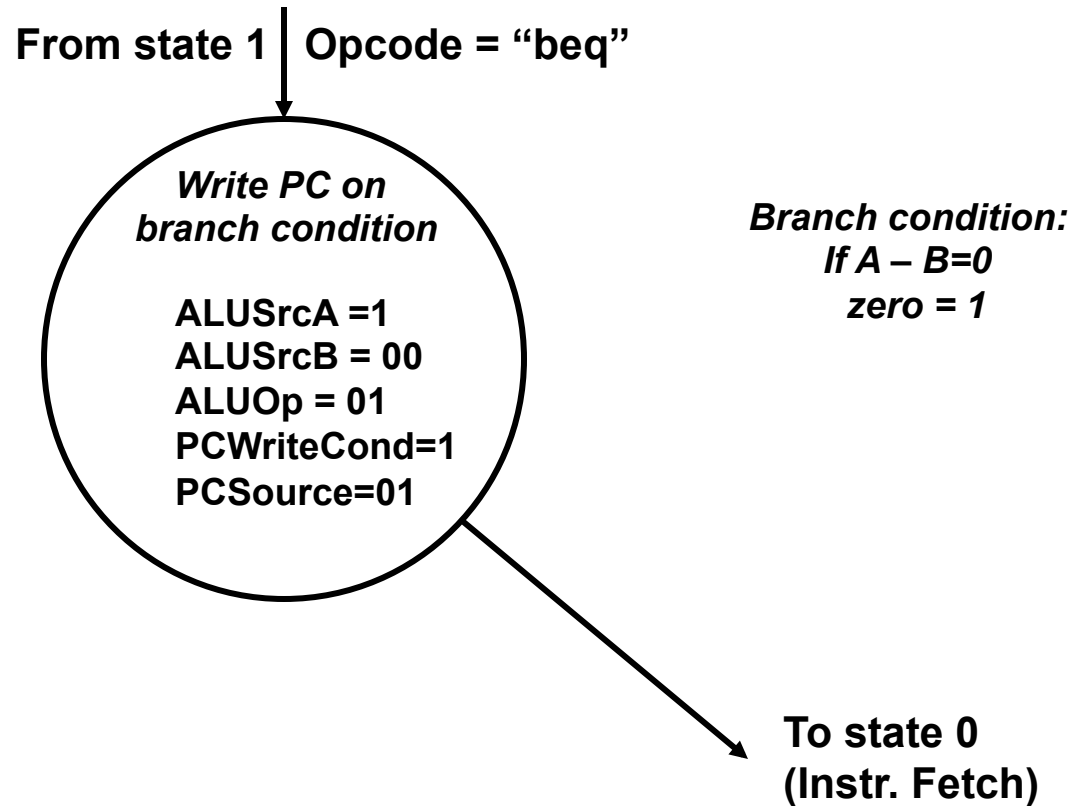 From state 1 Opcode = “beq”
Write PC on
branch condition
ALUSrcA =1
ALUSrcB = 00
ALUOp = 01
PCWriteCond=1
PCSource=01
Branch condition:
If A – B=0
zero = 1
To state 0
(Instr. Fetch)